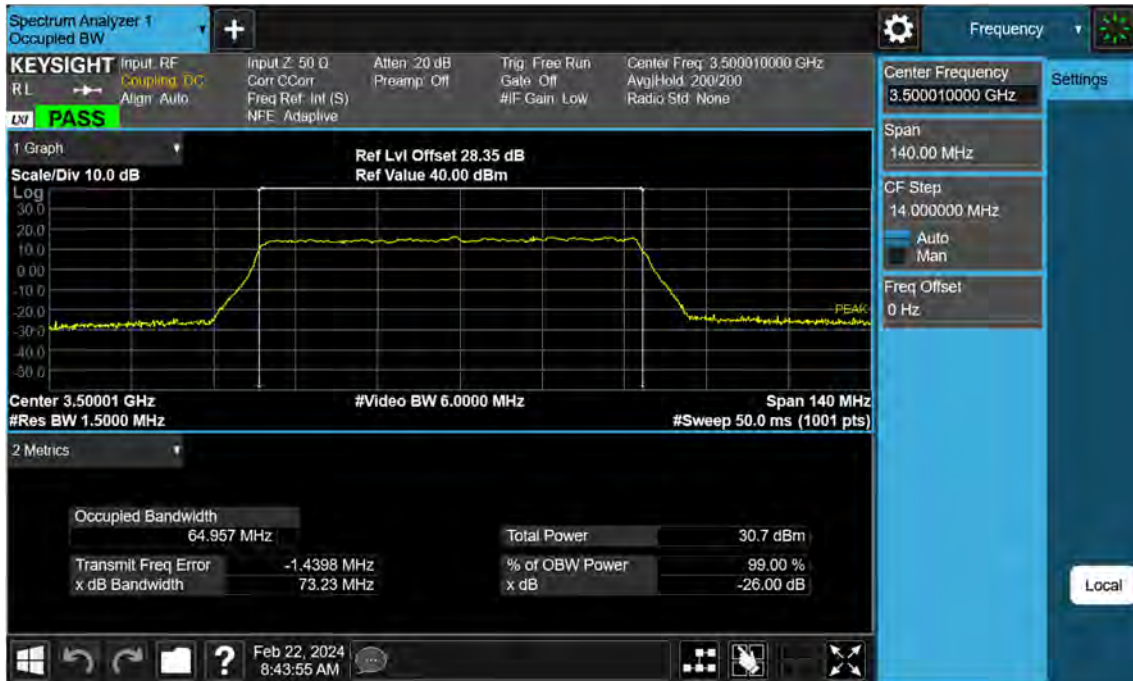 Spectrum Analyzer 1
Occupied BW
+
Frequency
KEYSIGHT
RL
LXI PASS
Input: RF
Coupling: DC
Align: Auto
Input Z: 50 Ω
Corr CCorr
Freq Ref: Int (S)
NFE: Adaptive
Atten: 20 dB
Preamp: Off
Trig: Free Run
Gate: Off
#IF Gain: Low
Center Freq: 3.500010000 GHz
Avg|Hold: 200/200
Radio Std: None
Center Frequency
3.500010000 GHz
Settings
Span
140.00 MHz
CF Step
14.000000 MHz
Auto
Man
Freq Offset
0 Hz
1 Graph
Scale/Div 10.0 dB
Ref Lvl Offset 28.35 dB
Ref Value 40.00 dBm
Log
30.0
20.0
10.0
0.00
-10.0
-20.0
-30.0
-40.0
-50.0
PEAK
Center 3.50001 GHz
#Video BW 6.0000 MHz
Span 140 MHz
#Res BW 1.5000 MHz
#Sweep 50.0 ms (1001 pts)
2 Metrics
Occupied Bandwidth
64.957 MHz
Total Power 30.7 dBm
Transmit Freq Error -1.4398 MHz
% of OBW Power 99.00 %
x dB Bandwidth 73.23 MHz
x dB -26.00 dB
Local
?
Feb 22, 2024
8:43:55 AM